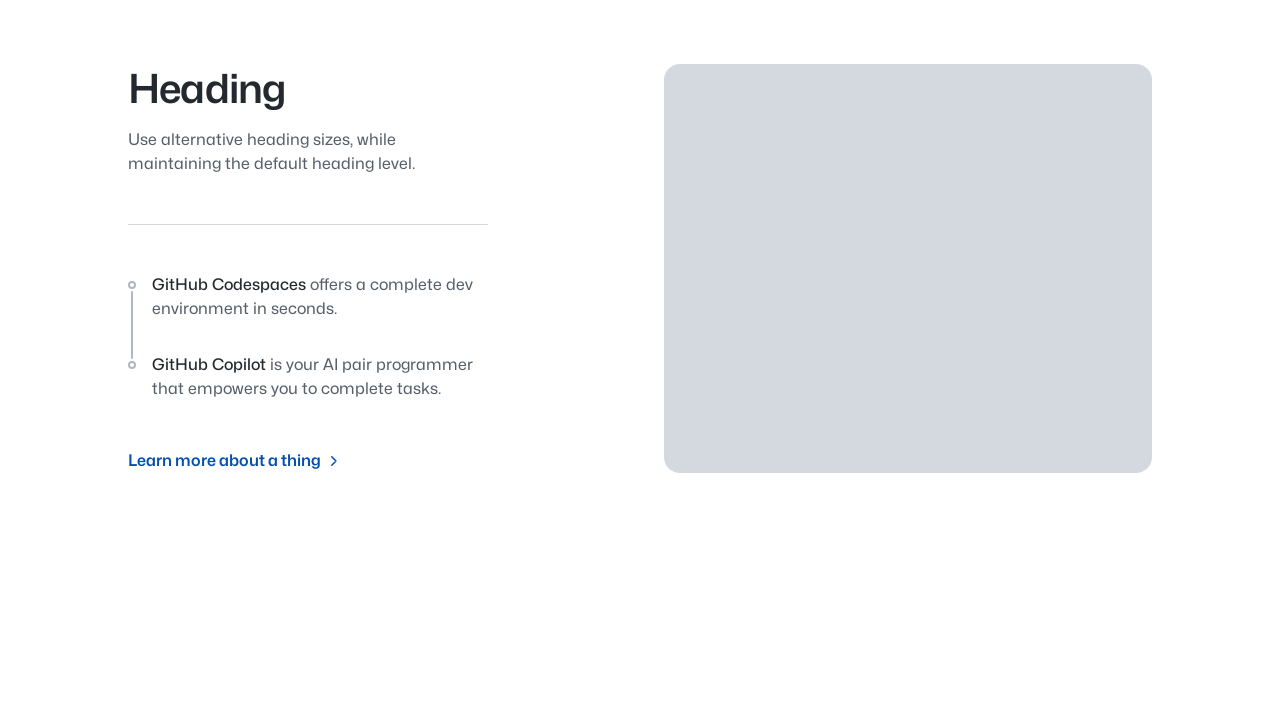 Heading
Use alternative heading sizes, while
maintaining the default heading level.
GitHub Codespaces offers a complete dev
environment in seconds.
GitHub Copilot is your AI pair programmer
that empowers you to complete tasks.
Learn more about a thing